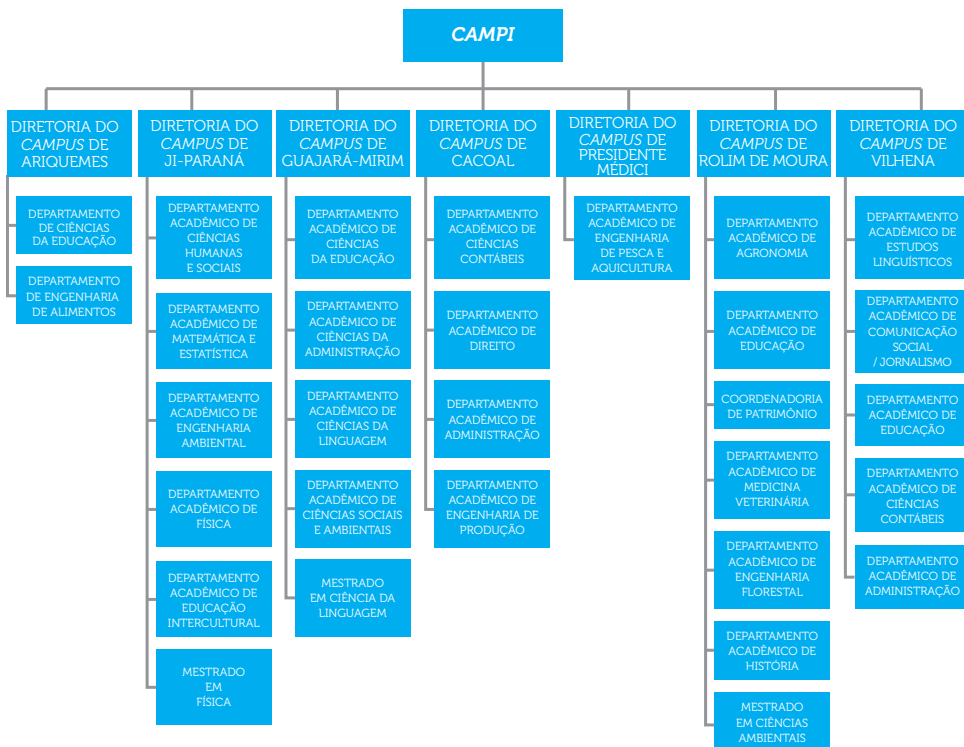 CAMPI
DIRETORIA DO
CAMPUS DE
ARIQUEMES
DEPARTAMENTO
DE CIÊNCIAS
DA EDUCAÇÃO
DEPARTAMENTO
DE ENGENHARIA
DE ALIMENTOS
DIRETORIA DO
CAMPUS DE
JI-PARANÁ
DEPARTAMENTO
ACADÊMICO DE
CIÊNCIAS
HUMANAS
E SOCIAIS
DEPARTAMENTO
ACADÊMICO DE
MATEMÁTICA E
ESTATÍSTICA
DEPARTAMENTO
ACADÊMICO DE
ENGENHARIA
AMBIENTAL
DEPARTAMENTO
ACADÊMICO DE
FÍSICA
DEPARTAMENTO
ACADÊMICO DE
EDUCAÇÃO
INTERCULTURAL
MESTRADO
EM
FÍSICA
DIRETORIA DO
CAMPUS DE
GUAJARÁ-MIRIM
DEPARTAMENTO
ACADÊMICO DE
CIÊNCIAS
DA EDUCAÇÃO
DEPARTAMENTO
ACADÊMICO DE
CIÊNCIAS DA
ADMINISTRAÇÃO
DEPARTAMENTO
ACADÊMICO DE
CIÊNCIAS DA
LINGUAGEM
DEPARTAMENTO
ACADÊMICO DE
CIÊNCIAS SOCIAIS
E AMBIENTAIS
MESTRADO
EM CIÊNCIA DA
LINGUAGEM
DIRETORIA DO
CAMPUS DE
CACOAL
DEPARTAMENTO
ACADÊMICO DE
CIÊNCIAS
CONTÁBEIS
DEPARTAMENTO
ACADÊMICO DE
DIREITO
DEPARTAMENTO
ACADÊMICO
DE ADMINISTRAÇÃO
DEPARTAMENTO
ACADÊMICO DE
ENGENHARIA DE
PRODUÇÃO
DIRETORIA DO
CAMPUS DE
PRESIDENTE
MÉDICI
DEPARTAMENTO
ACADÊMICO DE
ENGENHARIA
DE PESCA E
AQUICULTURA
DIRETORIA DO
CAMPUS DE
ROLIM DE MOURA
DEPARTAMENTO
ACADÊMICO DE
AGRONOMIA
DEPARTAMENTO
ACADÊMICO DE
EDUCAÇÃO
COORDENADORIA
DE PATRIMÔNIO
DEPARTAMENTO
ACADÊMICO DE
MEDICINA
VETERINÁRIA
DEPARTAMENTO
ACADÊMICO DE
ENGENHARIA
FLORESTAL
DEPARTAMENTO
ACADÊMICO DE
HISTÓRIA
MESTRADO
EM CIÊNCIAS
AMBIENTAIS
DIRETORIA DO
CAMPUS DE
VILHENA
DEPARTAMENTO
ACADÊMICO DE
ESTUDOS
LINGUÍSTICOS
DEPARTAMENTO
ACADÊMICO DE
COMUNICAÇÃO
SOCIAL
/ JORNALISMO
DEPARTAMENTO
ACADÊMICO DE
EDUCAÇÃO
DEPARTAMENTO
ACADÊMICO DE
CIÊNCIAS
CONTÁBEIS
DEPARTAMENTO
ACADÊMICO DE
ADMINISTRAÇÃO